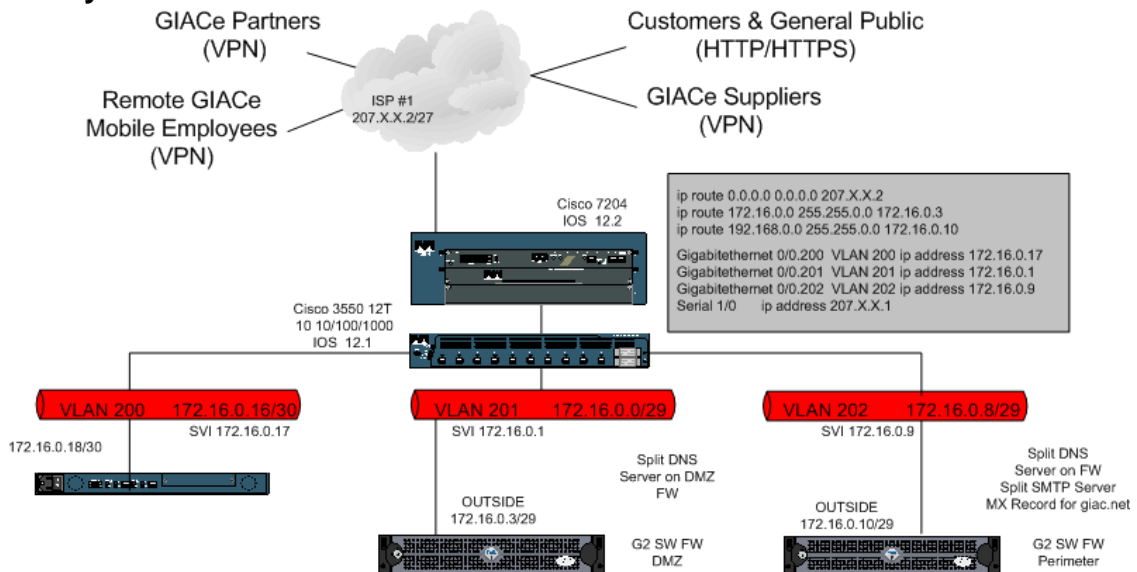 GIACe Partners
(VPN)
Customers & General Public
(HTTP/HTTPS)
Remote GIACe
Mobile Employees
(VPN)
ISP #1
207.X.X.2/27
GIACe Suppliers
(VPN)
Cisco 7204
IOS 12.2
ip route 0.0.0.0 0.0.0.0 207.X.X.2
ip route 172.16.0.0 255.255.0.0 172.16.0.3
ip route 192.168.0.0 255.255.0.0 172.16.0.10
Gigabitethernet 0/0.200 VLAN 200 ip address 172.16.0.17
Gigabitethernet 0/0.201 VLAN 201 ip address 172.16.0.1
Gigabitethernet 0/0.202 VLAN 202 ip address 172.16.0.9
Serial 1/0 ip address 207.X.X.1
Cisco 3550 12T
10 10/100/1000
IOS 12.1
VLAN 200 172.16.0.16/30
SVI 172.16.0.17
172.16.0.18/30
VLAN 201 172.16.0.0/29
SVI 172.16.0.1
VLAN 202 172.16.0.8/29
SVI 172.16.0.9
Split DNS
Server on DMZ
FW
Split DNS
Server on FW
Split SMTP Server
MX Record for giac.net
OUTSIDE
172.16.0.3/29
G2 SW FW
DMZ
OUTSIDE
172.16.0.10/29
G2 SW FW
Perimeter